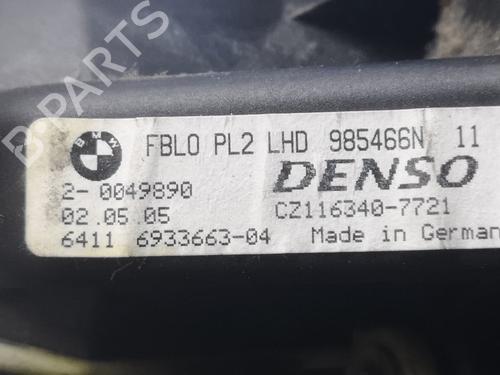 B-PARTS
BMW
FBLO PL2 LHD 985466N 11
2-0049890 DENSO
02.05.05 CZ116340-7721
6411 6933663-04 Made in German